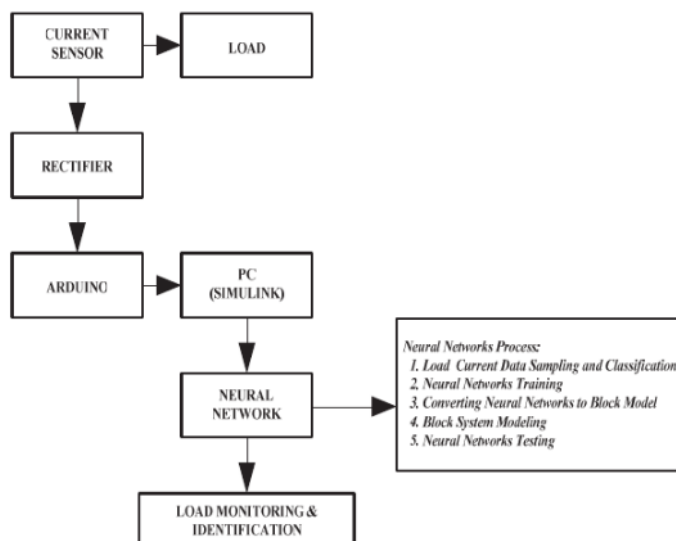 CURRENT
SENSOR
LOAD
RECTIFIER
ARDUINO
PC
(SIMULINK)
NEURAL
NETWORK
Neural Networks Process:
1. Load Current Data Sampling and Classification
2. Neural Networks Training
3. Converting Neural Networks to Block Model
4. Block System Modeling
5. Neural Networks Testing
LOAD MONITORING &
IDENTIFICATION